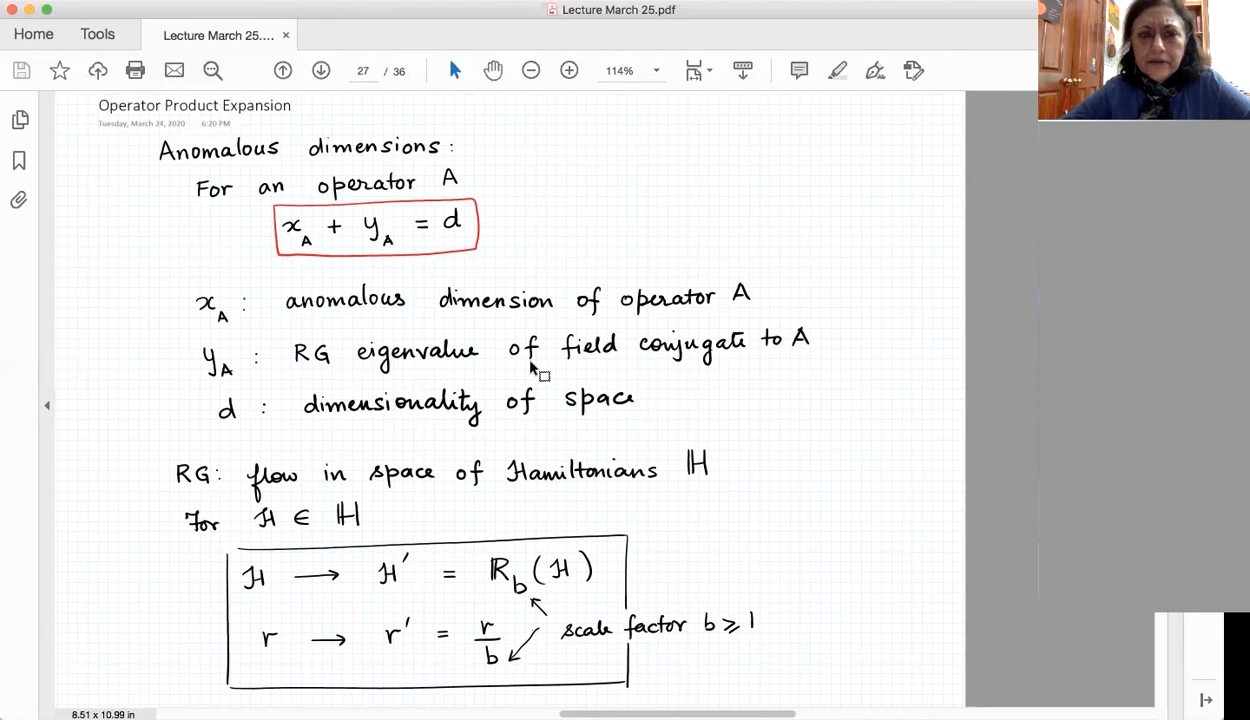 Lecture March 25.pdf
Home Tools Lecture March 25.... ×
27 / 36 114%
Operator Product Expansion
Tuesday, March 24, 2020 6:20 PM
Anomalous dimensions:
For an operator A
x_A + y_A = d
x_A : anomalous dimension of operator A
y_A : RG eigenvalue of field conjugate to A
d : dimensionality of space
RG: flow in space of Hamiltonians ℍ
For ℋ ∈ ℍ
ℋ → ℋ' = ℝ_b (ℋ)
r → r' = r/b scale factor b ⩾ 1
8.51 x 10.99 in